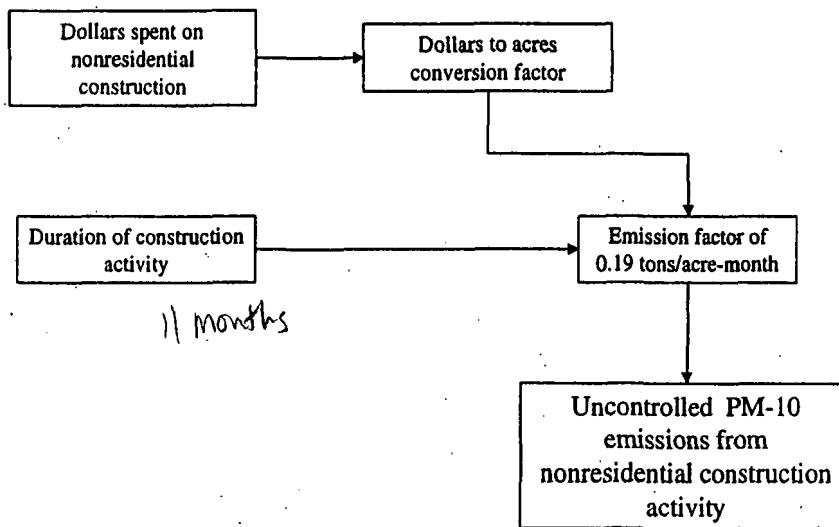 Dollars spent on
nonresidential
construction
Dollars to acres
conversion factor
Duration of construction
activity
11 months
Emission factor of
0.19 tons/acre-month
Uncontrolled PM-10
emissions from
nonresidential construction
activity